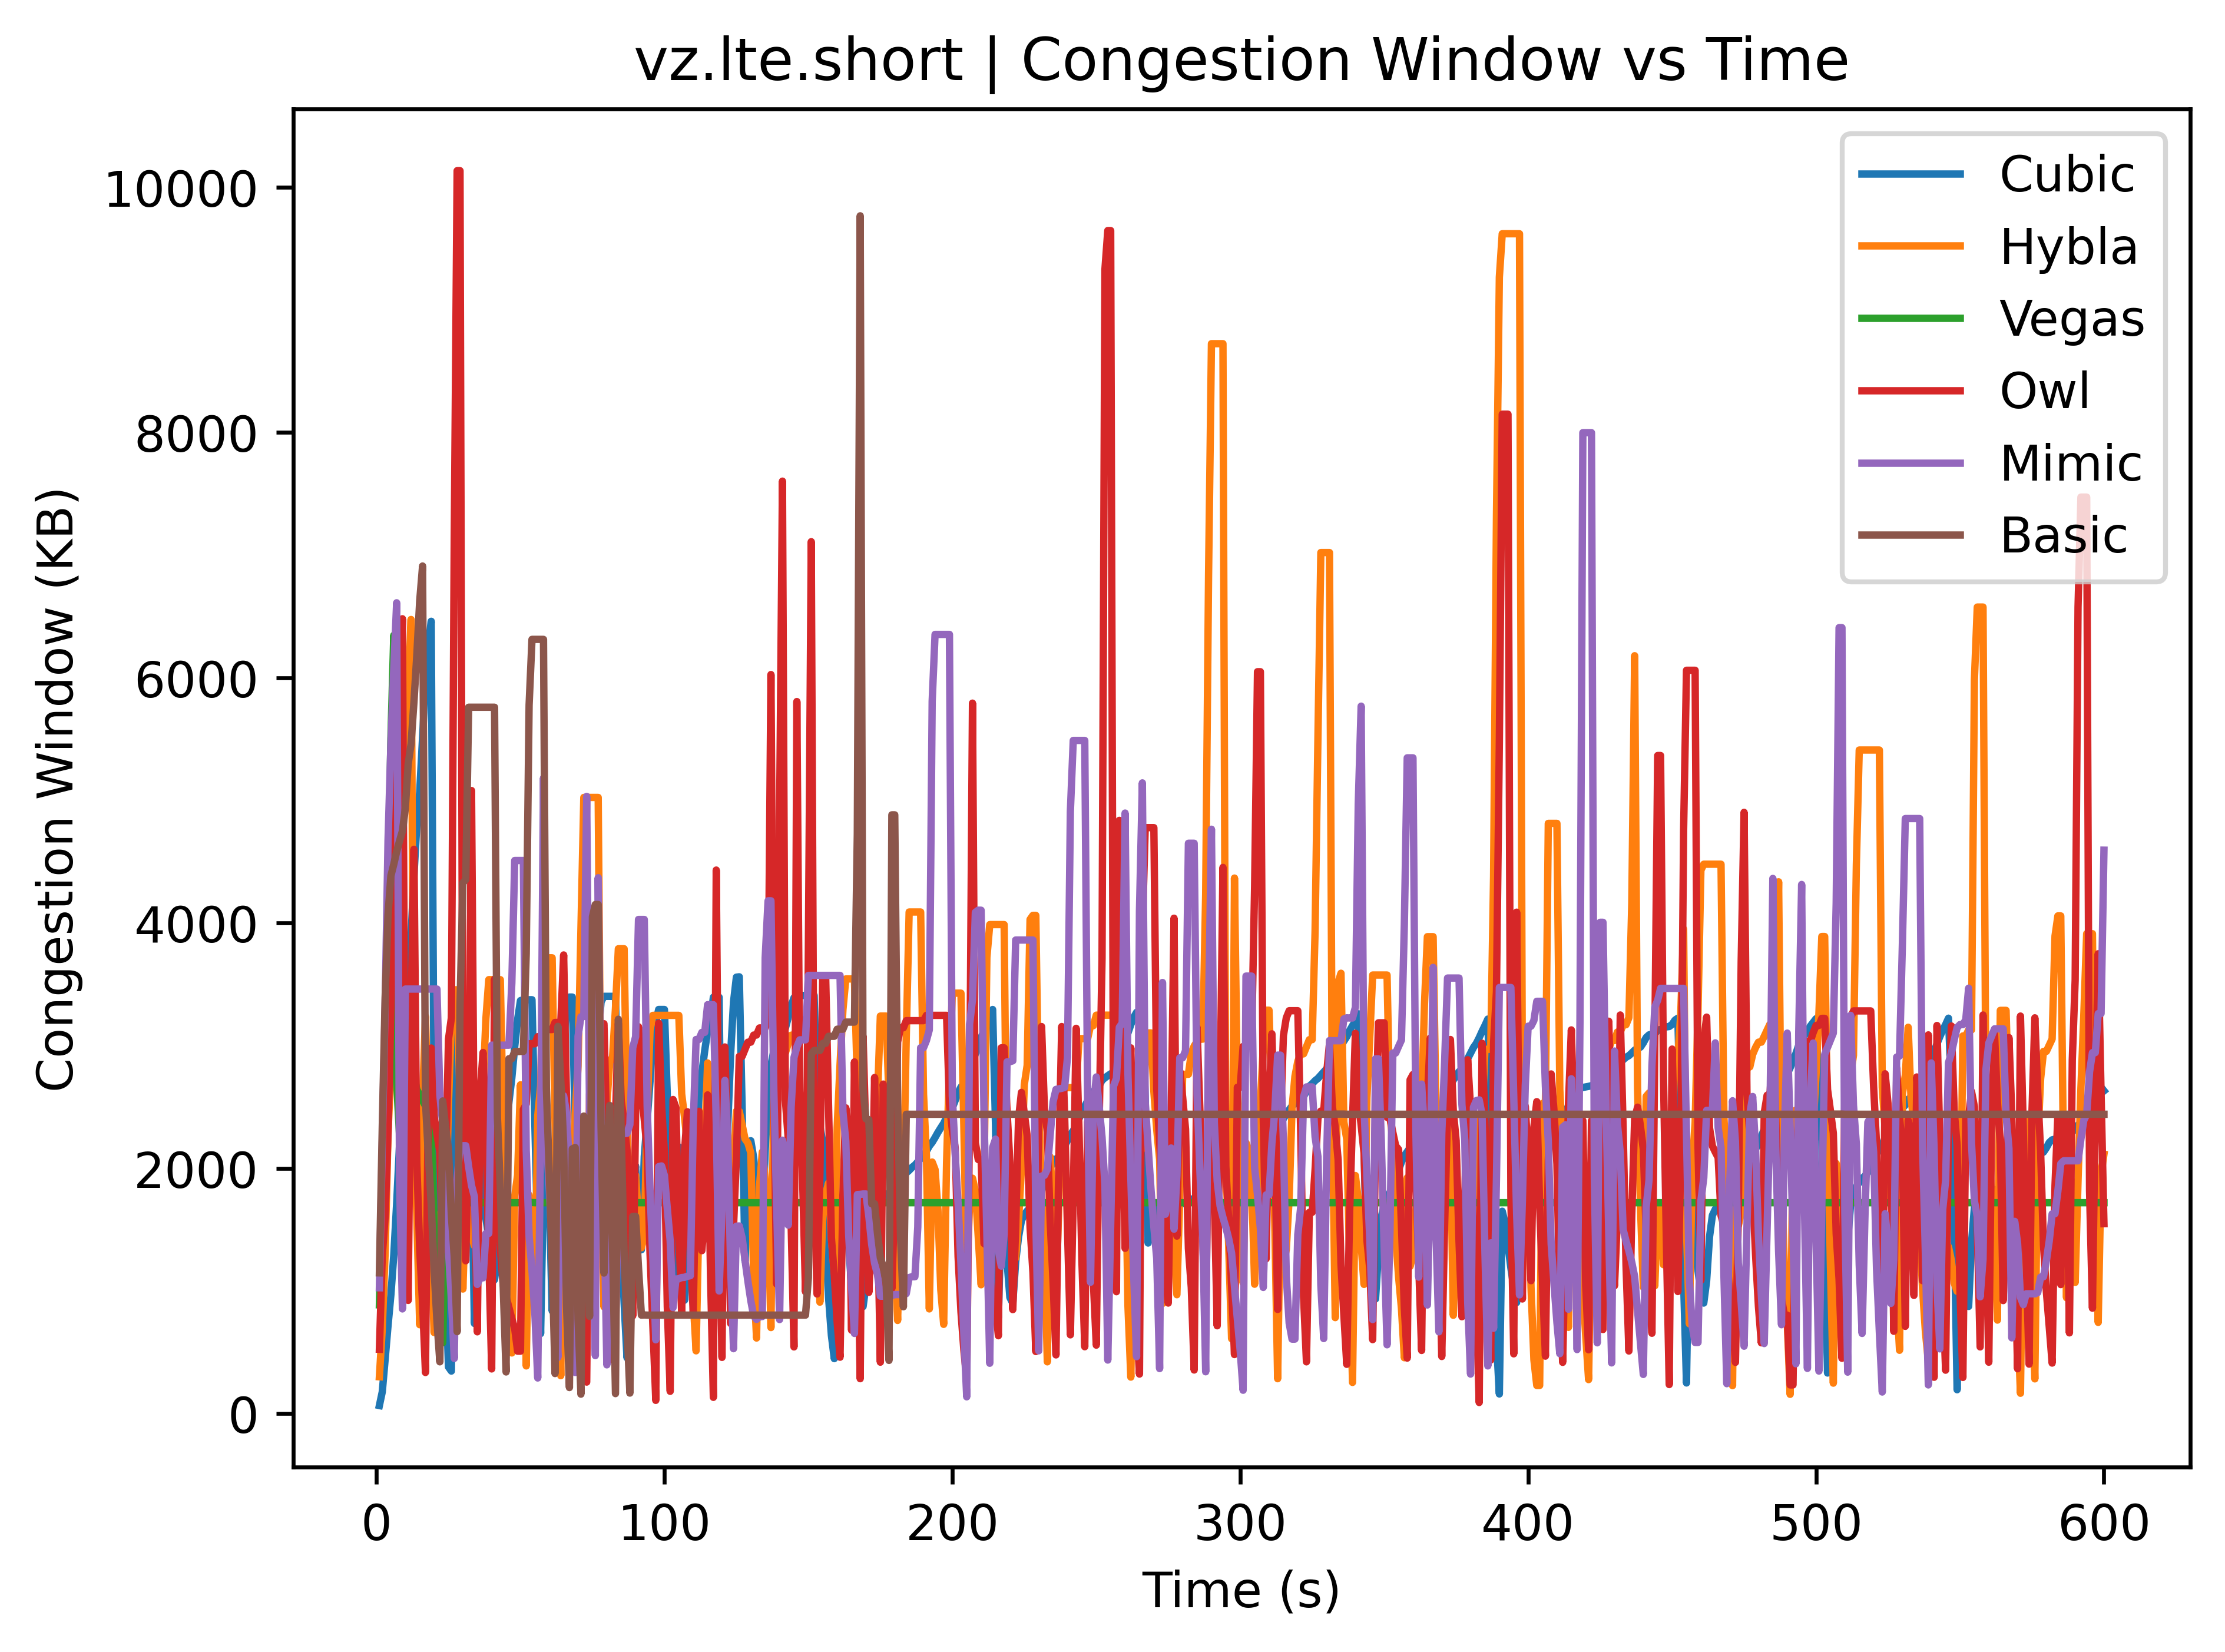 vz.lte.short | Congestion Window vs Time
Congestion Window (KB)
10000
8000
6000
4000
2000
0
Cubic
Hybla
Vegas
Owl
Mimic
Basic
0 100 200 300 400 500 600
Time (s)